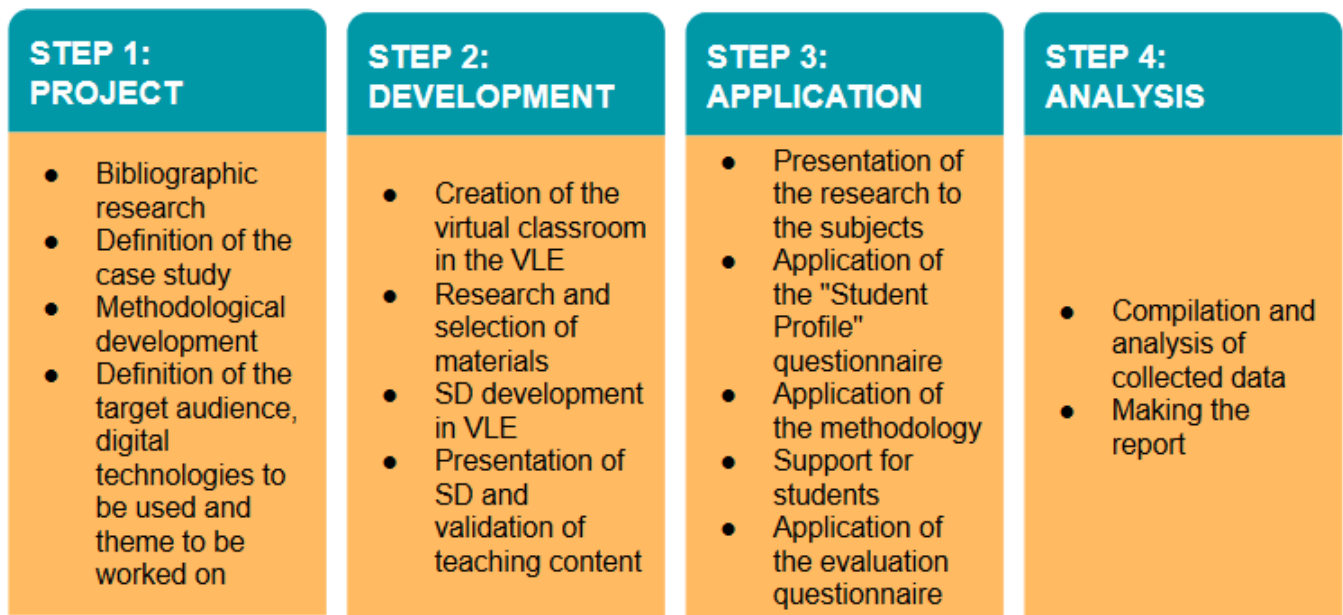 STEP 1:
PROJECT
● Bibliographic
research
● Definition of the
case study
● Methodological
development
● Definition of the
target audience,
digital
technologies to
be used and
theme to be
worked on
STEP 2:
DEVELOPMENT
● Creation of the
virtual classroom
in the VLE
● Research and
selection of
materials
● SD development
in VLE
● Presentation of
SD and
validation of
teaching content
STEP 3:
APPLICATION
● Presentation of
the research to
the subjects
● Application of
the "Student
Profile"
questionnaire
● Application of
the methodology
● Support for
students
● Application of
the evaluation
questionnaire
STEP 4:
ANALYSIS
● Compilation and
analysis of
collected data
● Making the
report